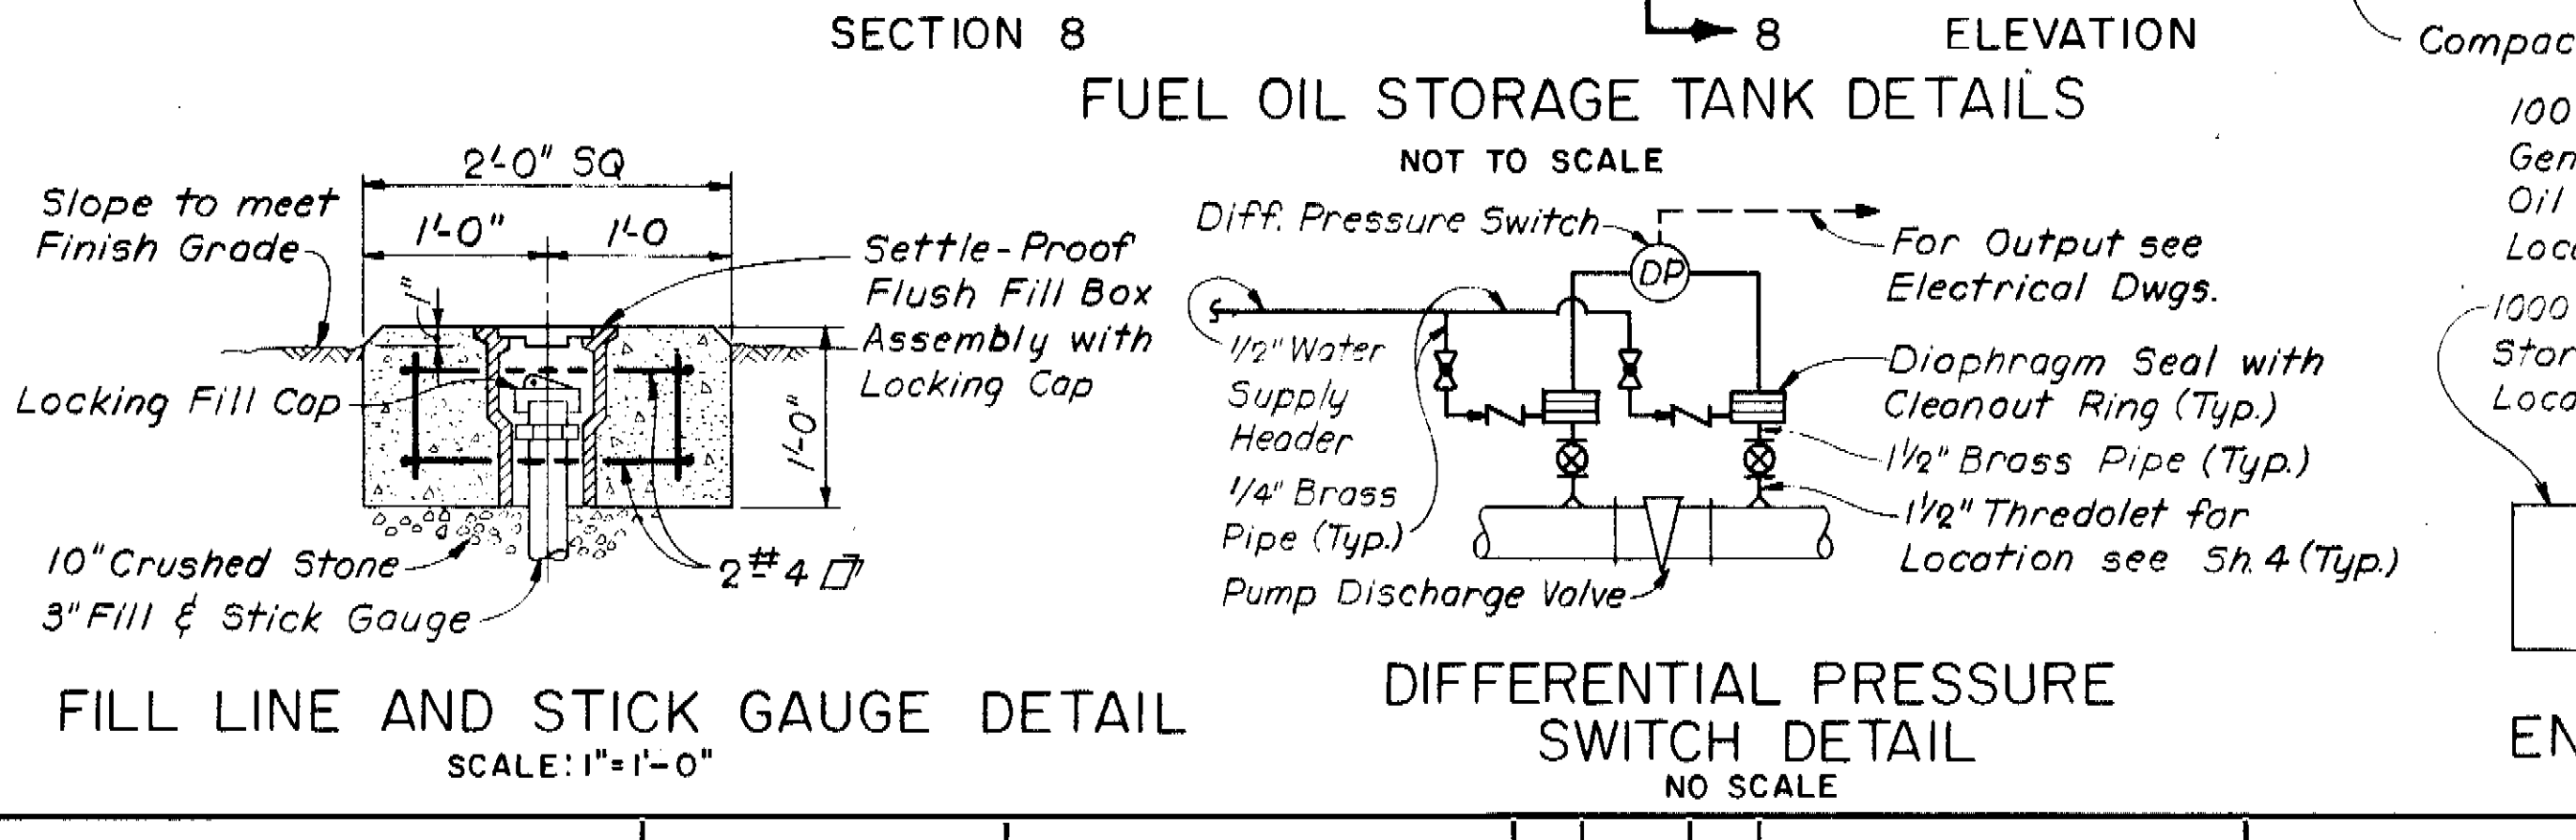 SECTION 8
8
ELEVATION
FUEL OIL STORAGE TANK DETAILS
NOT TO SCALE
2'-0" SQ
1'-0"
1'-0
Slope to meet
Finish Grade
1"
Settle-Proof
Flush Fill Box
Assembly with
Locking Cap
Locking Fill Cap
1'-0"
10" Crushed Stone
2 #4
3" Fill & Stick Gauge
FILL LINE AND STICK GAUGE DETAIL
SCALE: 1"=1'-0"
Diff. Pressure Switch
DP
For Output see
Electrical Dwgs.
1/2" Water
Supply
Header
1/4" Brass
Pipe (Typ.)
Pump Discharge Valve
Diaphragm Seal with
Cleanout Ring (Typ.)
1 1/2" Brass Pipe (Typ.)
1 1/2" Thredolet for
Location see Sh. 4 (Typ.)
DIFFERENTIAL PRESSURE
SWITCH DETAIL
NO SCALE
Compac
100
Gen
Oil
Loca
1000
Stor
Loca
EN